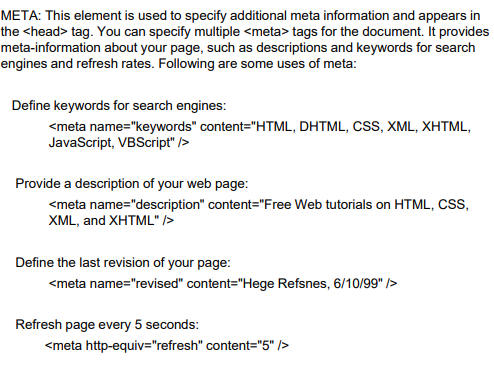 META: This element is used to specify additional meta information and appears in
the <head> tag. You can specify multiple <meta> tags for the document. It provides
meta-information about your page, such as descriptions and keywords for search
engines and refresh rates. Following are some uses of meta:
Define keywords for search engines:
<meta name="keywords" content="HTML, DHTML, CSS, XML, XHTML,
JavaScript, VBScript" />
Provide a description of your web page:
<meta name="description" content="Free Web tutorials on HTML, CSS,
XML, and XHTML" />
Define the last revision of your page:
<meta name="revised" content="Hege Refsnes, 6/10/99" />
Refresh page every 5 seconds:
<meta http-equiv="refresh" content="5" />